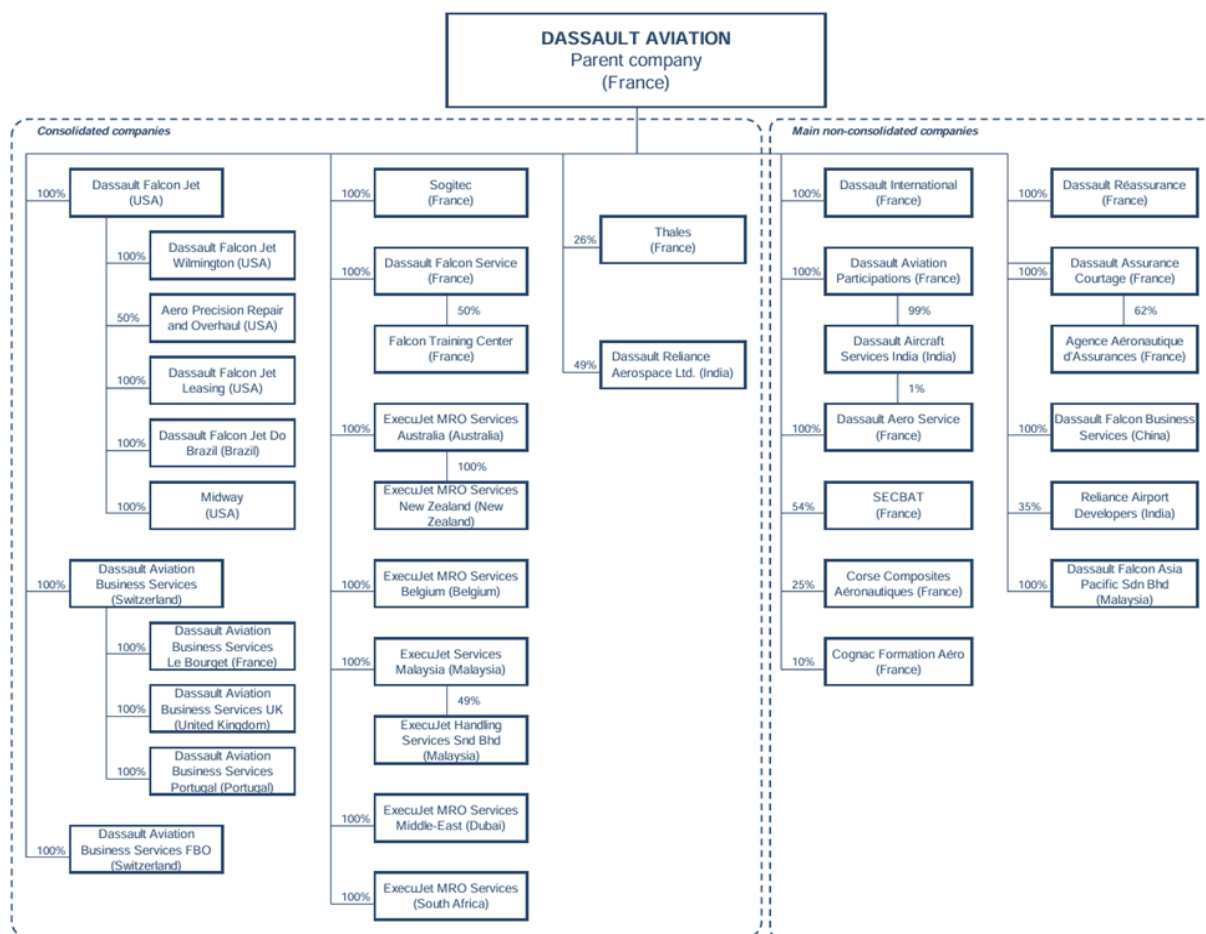 DASSAULT AVIATION
Parent company
(France)
Consolidated companies
100%
Dassault Falcon Jet
(USA)
100%
Dassault Falcon Jet
Wilmington (USA)
50%
Aero Precision Repair
and Overhaul (USA)
100%
Dassault Falcon Jet
Leasing (USA)
100%
Dassault Falcon Jet Do
Brazil (Brazil)
100%
Midway
(USA)
100%
Dassault Aviation
Business Services
(Switzerland)
100%
Dassault Aviation
Business Services
Le Bourget (France)
100%
Dassault Aviation
Business Services UK
(United Kingdom)
100%
Dassault Aviation
Business Services
Portugal (Portugal)
100%
Dassault Aviation
Business Services FBO
(Switzerland)
100%
Sogitec
(France)
100%
Dassault Falcon Service
(France)
50%
Falcon Training Center
(France)
100%
ExecuJet MRO Services
Australia (Australia)
100%
ExecuJet MRO Services
New Zealand (New
Zealand)
100%
ExecuJet MRO Services
Belgium (Belgium)
100%
ExecuJet Services
Malaysia (Malaysia)
49%
ExecuJet Handling
Services Snd Bhd
(Malaysia)
100%
ExecuJet MRO Services
Middle-East (Dubai)
100%
ExecuJet MRO Services
(South Africa)
26%
Thales
(France)
49%
Dassault Reliance
Aerospace Ltd. (India)
Main non-consolidated companies
100%
Dassault International
(France)
100%
Dassault Aviation
Participations (France)
99%
Dassault Aircraft
Services India (India)
1%
100%
Dassault Aero Service
(France)
54%
SECBAT
(France)
25%
Corse Composites
Aéronautiques (France)
10%
Cognac Formation Aéro
(France)
100%
Dassault Réassurance
(France)
100%
Dassault Assurance
Courtage (France)
62%
Agence Aéronautique
d'Assurances (France)
100%
Dassault Falcon Business
Services (China)
35%
Reliance Airport
Developers (India)
100%
Dassault Falcon Asia
Pacific Sdn Bhd
(Malaysia)